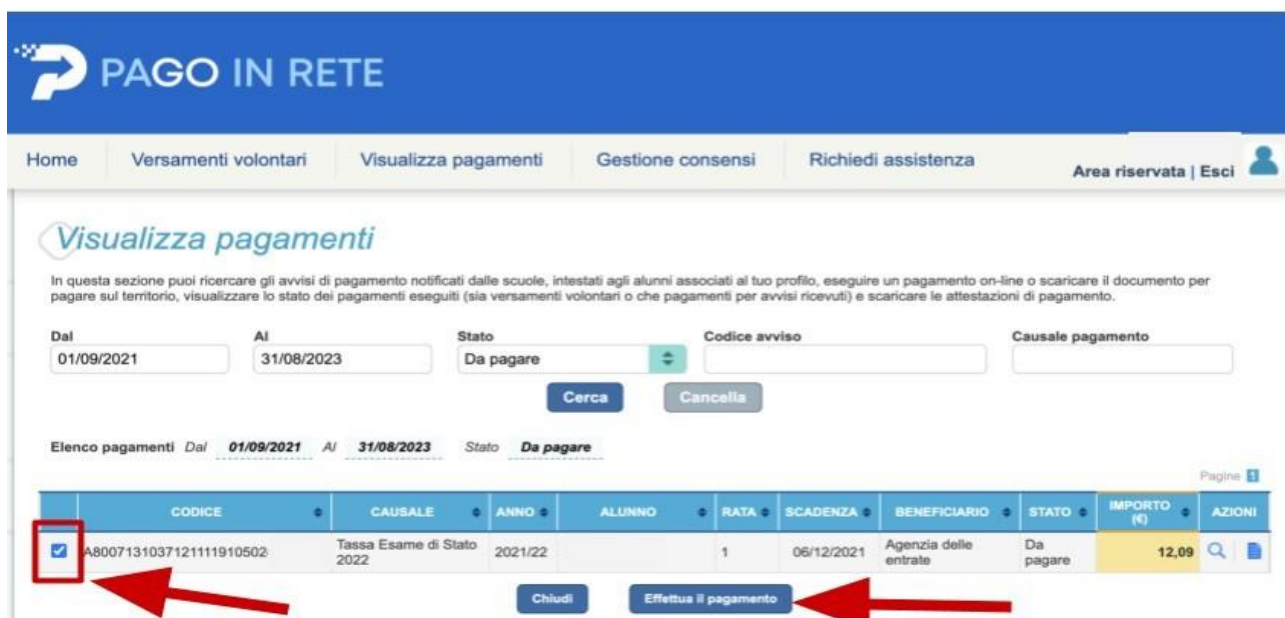 PAGO IN RETE
Home Versamenti volontari Visualizza pagamenti Gestione consensi Richiedi assistenza Area riservata | Esci
Visualizza pagamenti
In questa sezione puoi ricercare gli avvisi di pagamento notificati dalle scuole, intestati agli alunni associati al tuo profilo, eseguire un pagamento on-line o scaricare il documento per
pagare sul territorio, visualizzare lo stato dei pagamenti eseguiti (sia versamenti volontari o che pagamenti per avvisi ricevuti) e scaricare le attestazioni di pagamento.
Dal Al Stato Codice avviso Causale pagamento
01/09/2021 31/08/2023 Da pagare
Cerca Cancella
Elenco pagamenti Dal 01/09/2021 Al 31/08/2023 Stato Da pagare
Pagine 1
CODICE CAUSALE ANNO ALUNNO RATA SCADENZA BENEFICIARIO STATO IMPORTO (€) AZIONI
A8007131037121111910502 Tassa Esame di Stato 2022 2021/22 1 06/12/2021 Agenzia delle entrate Da pagare 12,09
Chiudi Effettua il pagamento